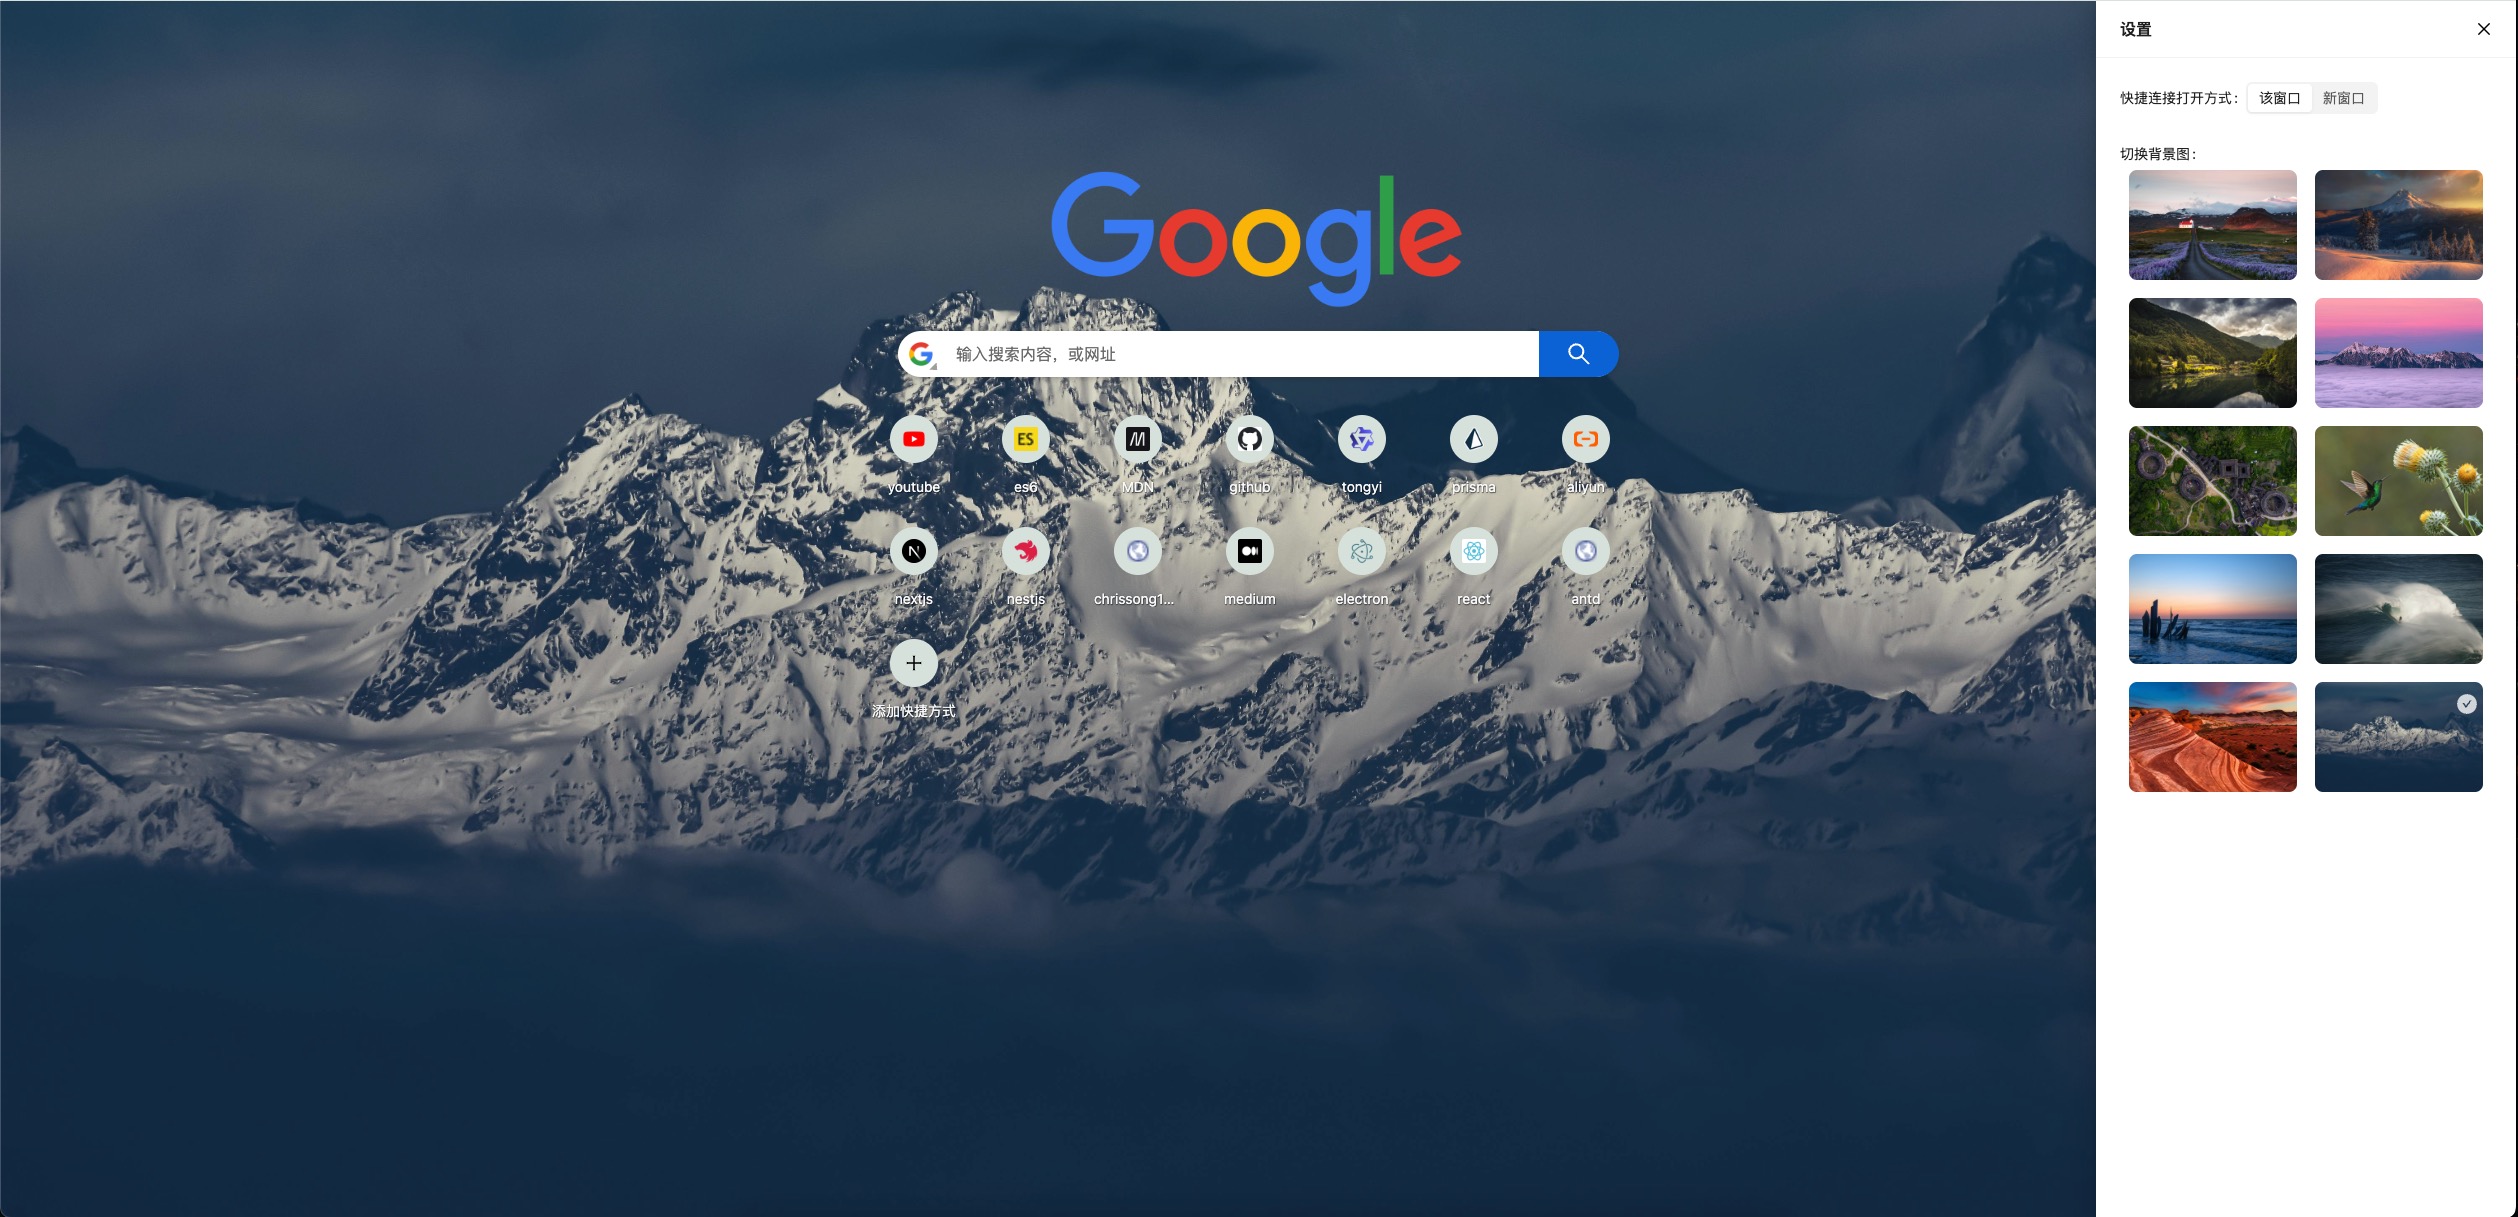 设置
快捷连接打开方式： 该窗口 新窗口
切换背景图：
Google
输入搜索内容，或网址
youtube es6 MDN github tongyi prisma aliyun
nextjs nestjs chrissong1... medium electron react antd
添加快捷方式
ES